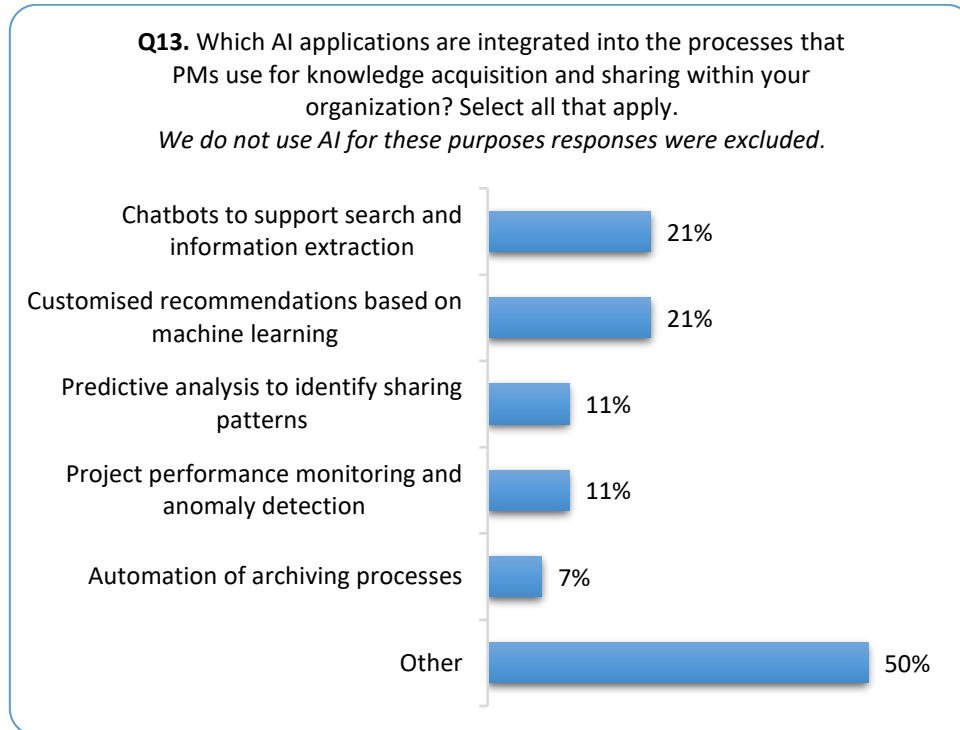 Q13. Which AI applications are integrated into the processes that
PMs use for knowledge acquisition and sharing within your
organization? Select all that apply.
We do not use AI for these purposes responses were excluded.
Chatbots to support search and
information extraction
21%
Customised recommendations based on
machine learning
21%
Predictive analysis to identify sharing
patterns
11%
Project performance monitoring and
anomaly detection
11%
Automation of archiving processes
7%
Other
50%